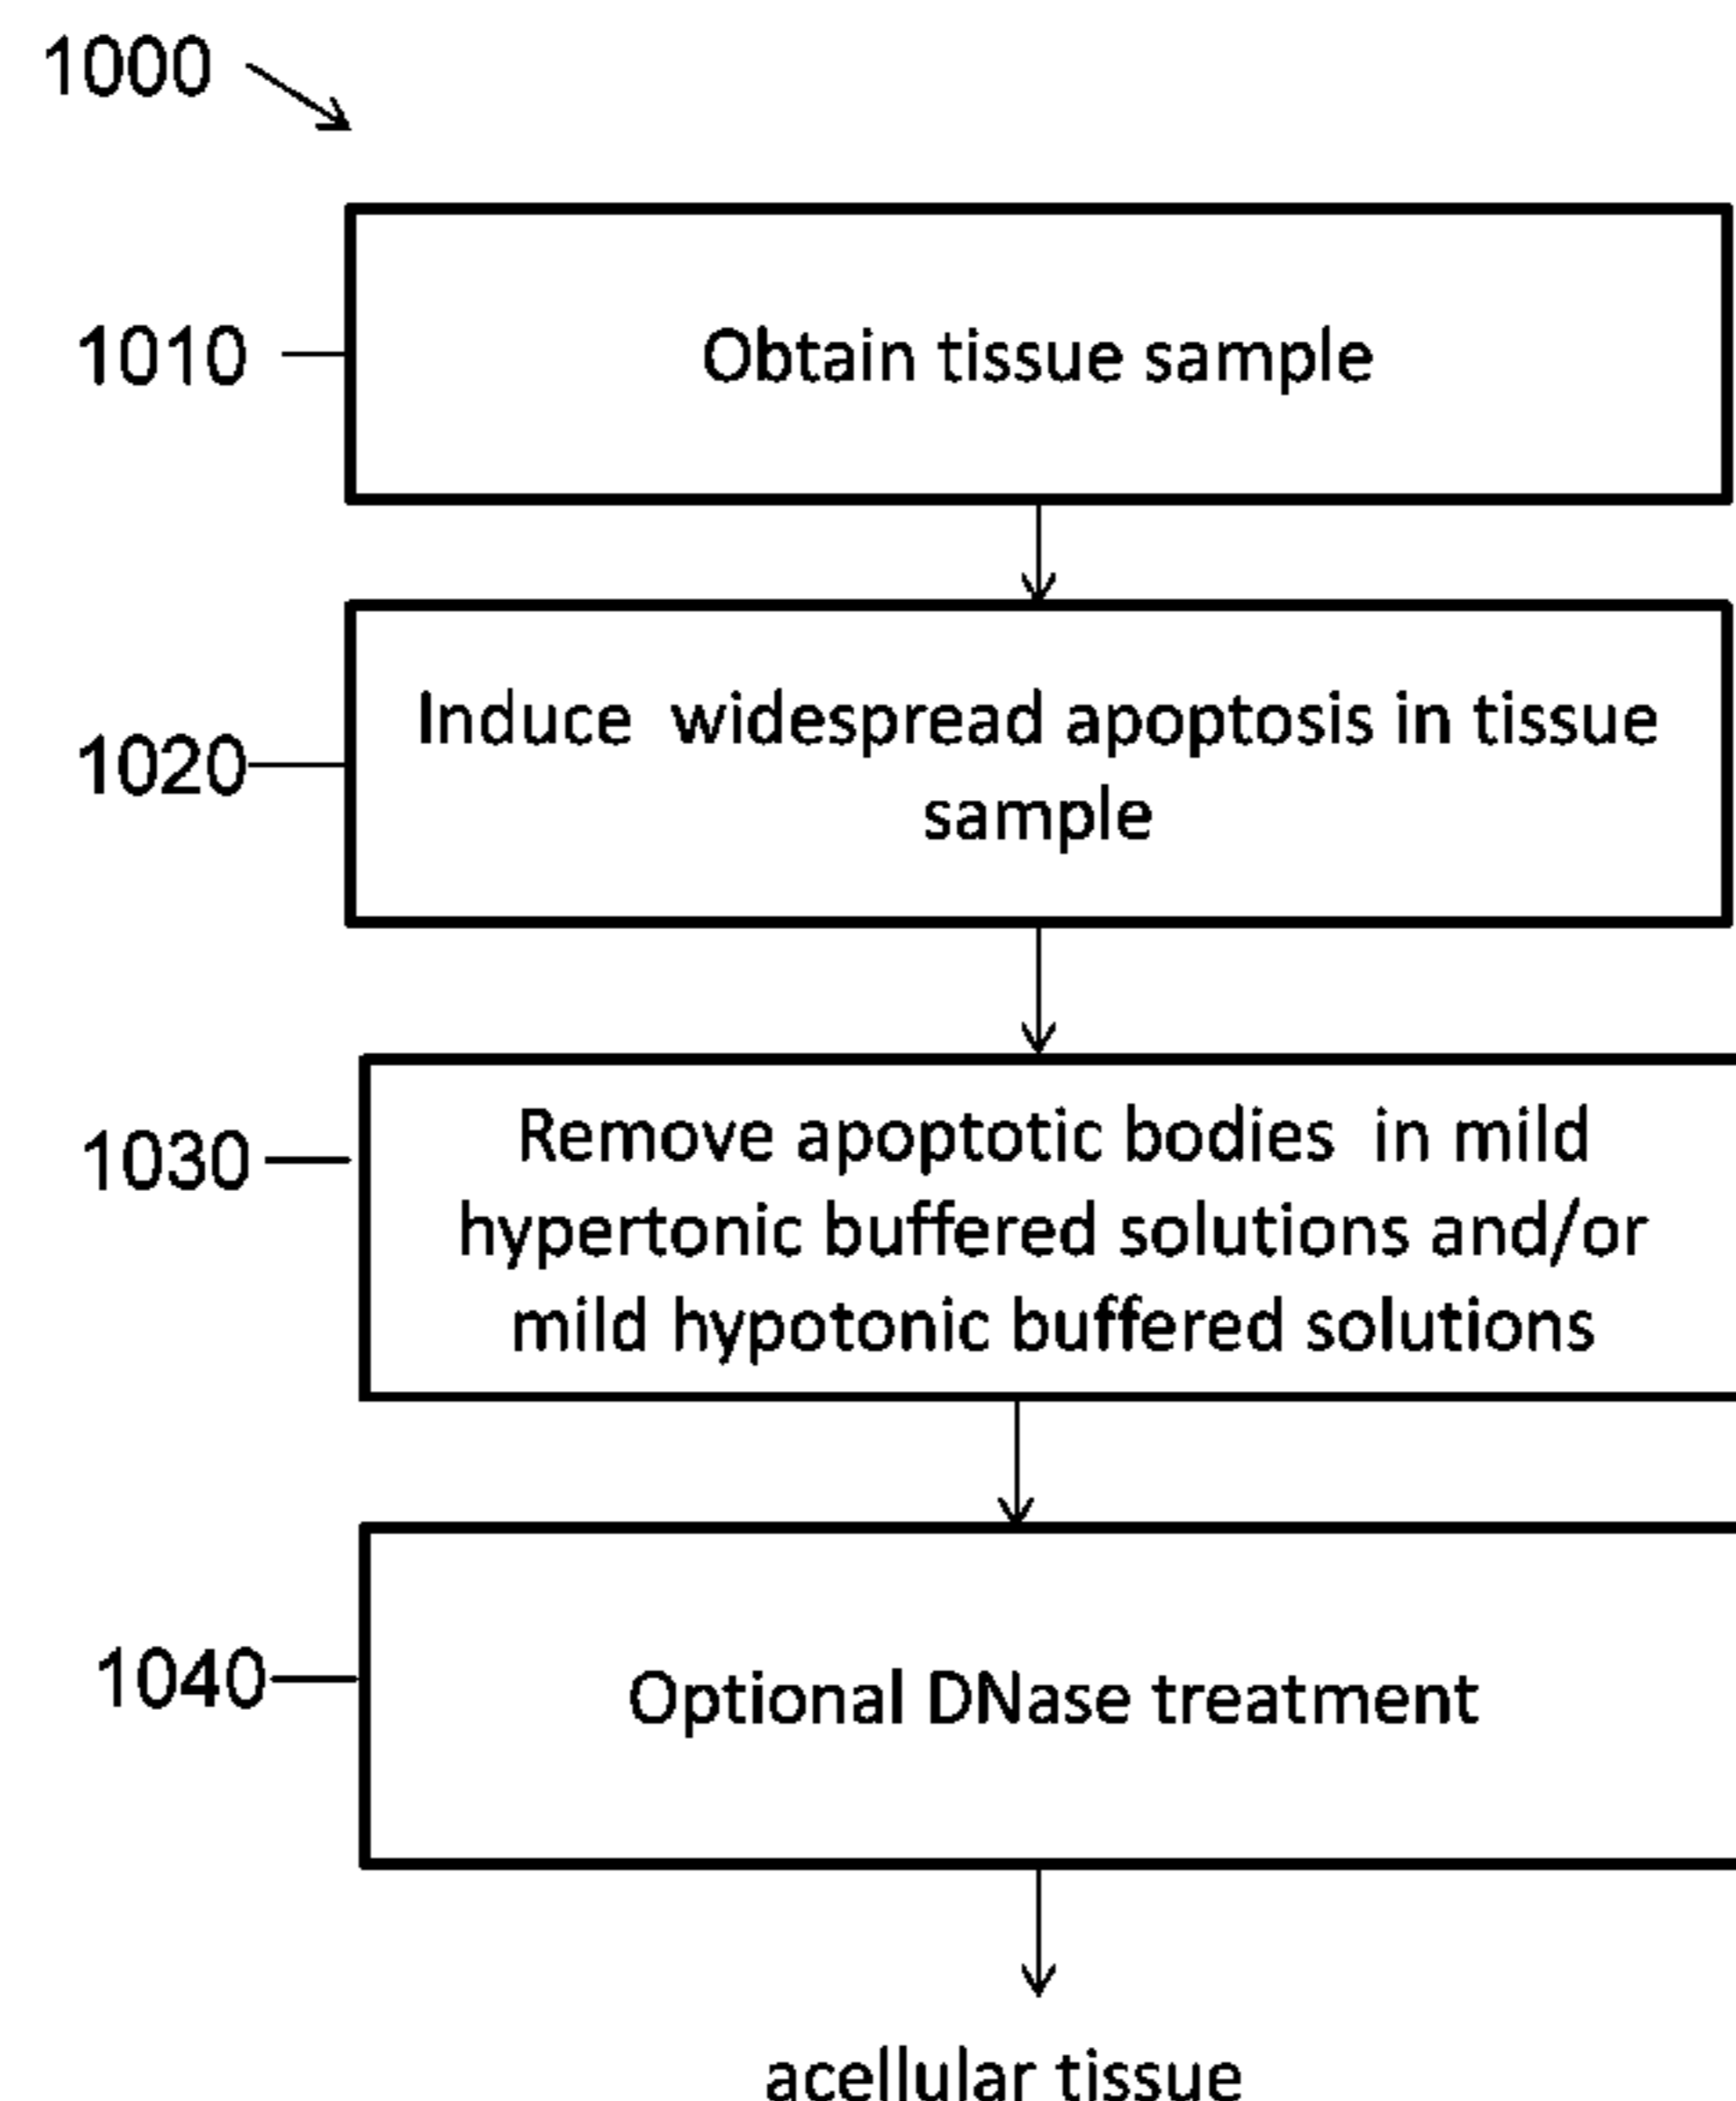 1000
1010
Obtain tissue sample
1020
Induce widespread apoptosis in tissue
sample
1030
Remove apoptotic bodies in mild
hypertonic buffered solutions and/or
mild hypotonic buffered solutions
1040
Optional DNase treatment
acellular tissue